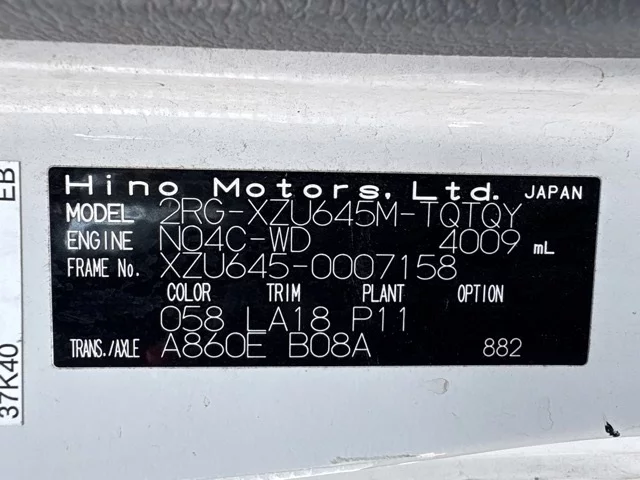 Hino Motors, Ltd. JAPAN
MODEL 2RG-XZU645M-TQTQY
ENGINE N04C-WD 4009 mL
FRAME No. XZU645-0007158
COLOR TRIM PLANT OPTION
058 LA18 P11
TRANS./AXLE A860E B08A 882
37K40 EB